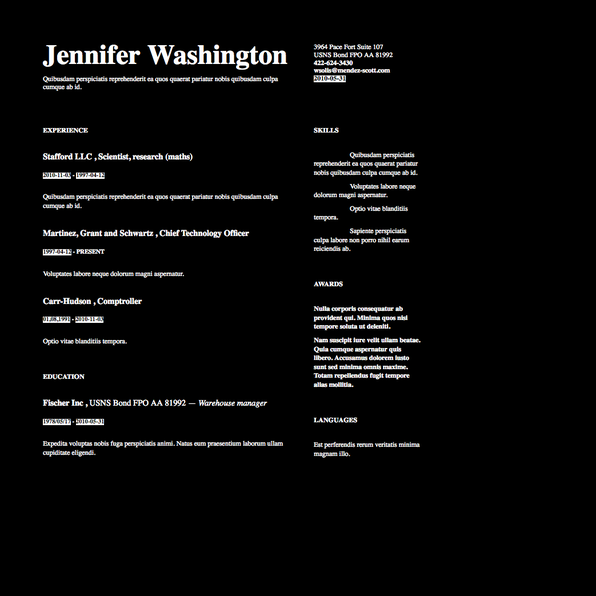 Jennifer Washington
Quibusdam perspiciatis reprehenderit ea quos quaerat pariatur nobis quibusdam culpa
cumque ab id.
3964 Pace Fort Suite 107
USNS Bond FPO AA 81992
422-624-3430
wsolis@mendez-scott.com
2010-05-31
EXPERIENCE
Stafford LLC , Scientist, research (maths)
2010-11-03 - 1997-04-12
Quibusdam perspiciatis reprehenderit ea quos quaerat pariatur nobis quibusdam culpa
cumque ab id.
Martinez, Grant and Schwartz , Chief Technology Officer
1997-04-12 - PRESENT
Voluptates labore neque dolorum magni aspernatur.
Carr-Hudson , Comptroller
01.08.1991 - 2010-11-03
Optio vitae blanditiis tempora.
EDUCATION
Fischer Inc , USNS Bond FPO AA 81992 — Warehouse manager
1978/05/13 - 2010-05-31
Expedita voluptas nobis fuga perspiciatis animi. Natus eum praesentium laborum ullam
cupiditate eligendi.
SKILLS
Quibusdam perspiciatis
reprehenderit ea quos quaerat pariatur
nobis quibusdam culpa cumque ab id.
Voluptates labore neque
dolorum magni aspernatur.
Optio vitae blanditiis
tempora.
Sapiente perspiciatis
culpa labore non porro nihil earum
reiciendis ab.
AWARDS
Nulla corporis consequatur ab
provident qui. Minima quos nisi
tempore soluta ut deleniti.
Nam suscipit iure velit ullam beatae.
Quia cumque aspernatur quis
libero. Accusamus dolorem iusto
sunt sed minima omnis maxime.
Totam repellendus fugit tempore
alias mollitia.
LANGUAGES
Est perferendis rerum veritatis minima
magnam illo.